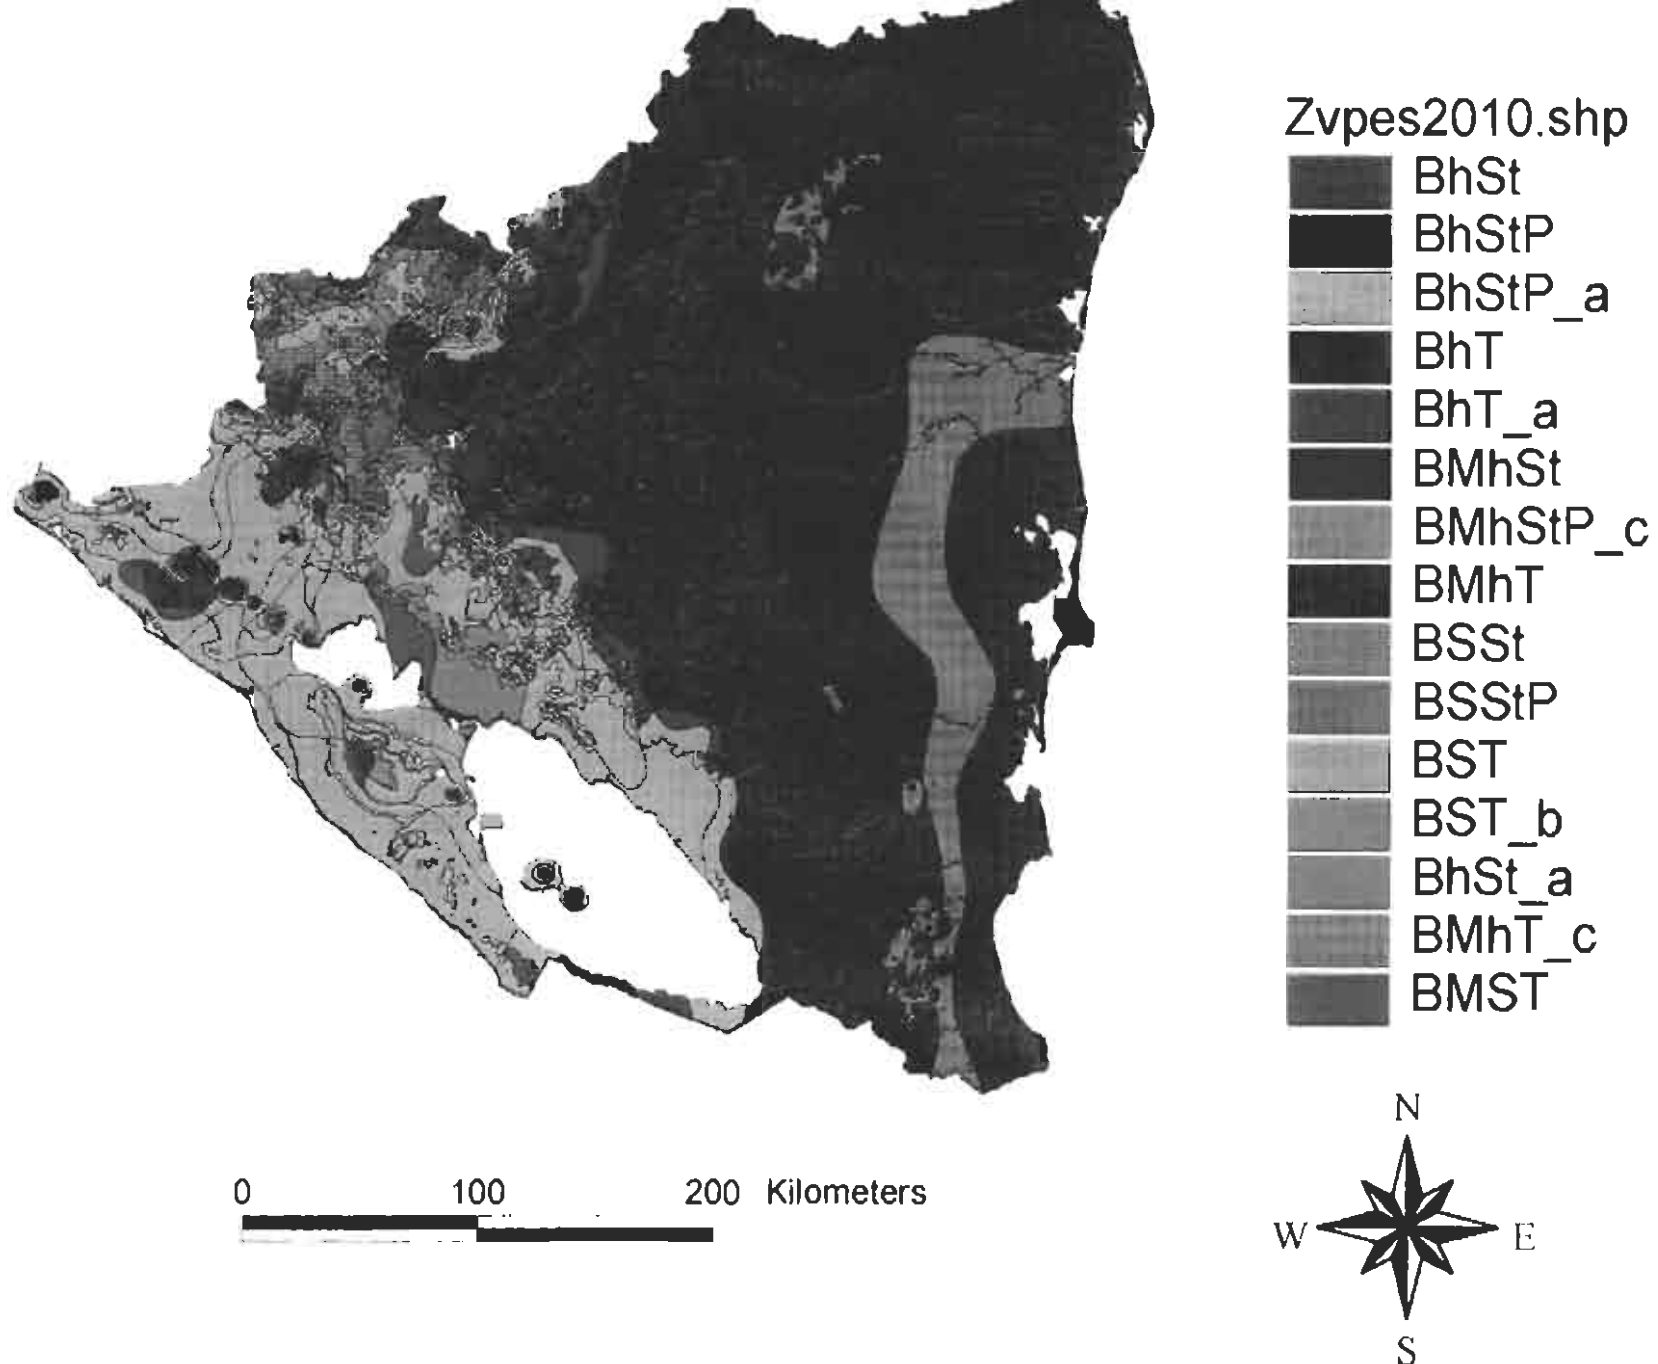 Zvpes2010.shp
BhSt
BhStP
BhStP_a
BhT
BhT_a
BMhSt
BMhStP_c
BMhT
BSSt
BSStP
BST
BST_b
BhSt_a
BMhT_c
BMST
N
W E
S
0 100 200 Kilometers